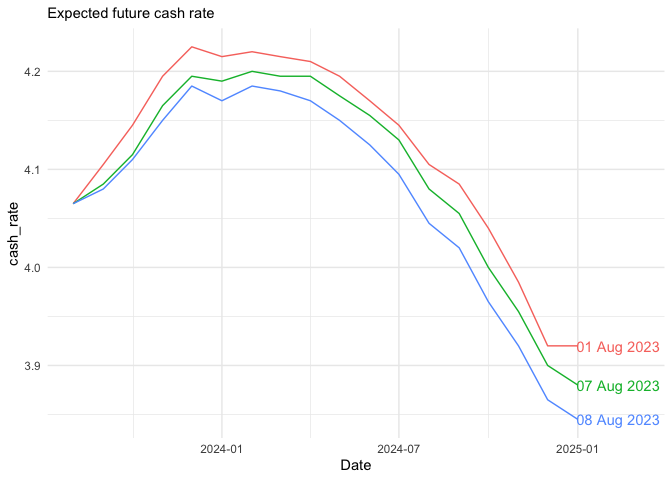 Expected future cash rate
cash_rate
4.2
4.1
4.0
3.9
01 Aug 2023
07 Aug 2023
08 Aug 2023
2024-01
2024-07
2025-01
Date